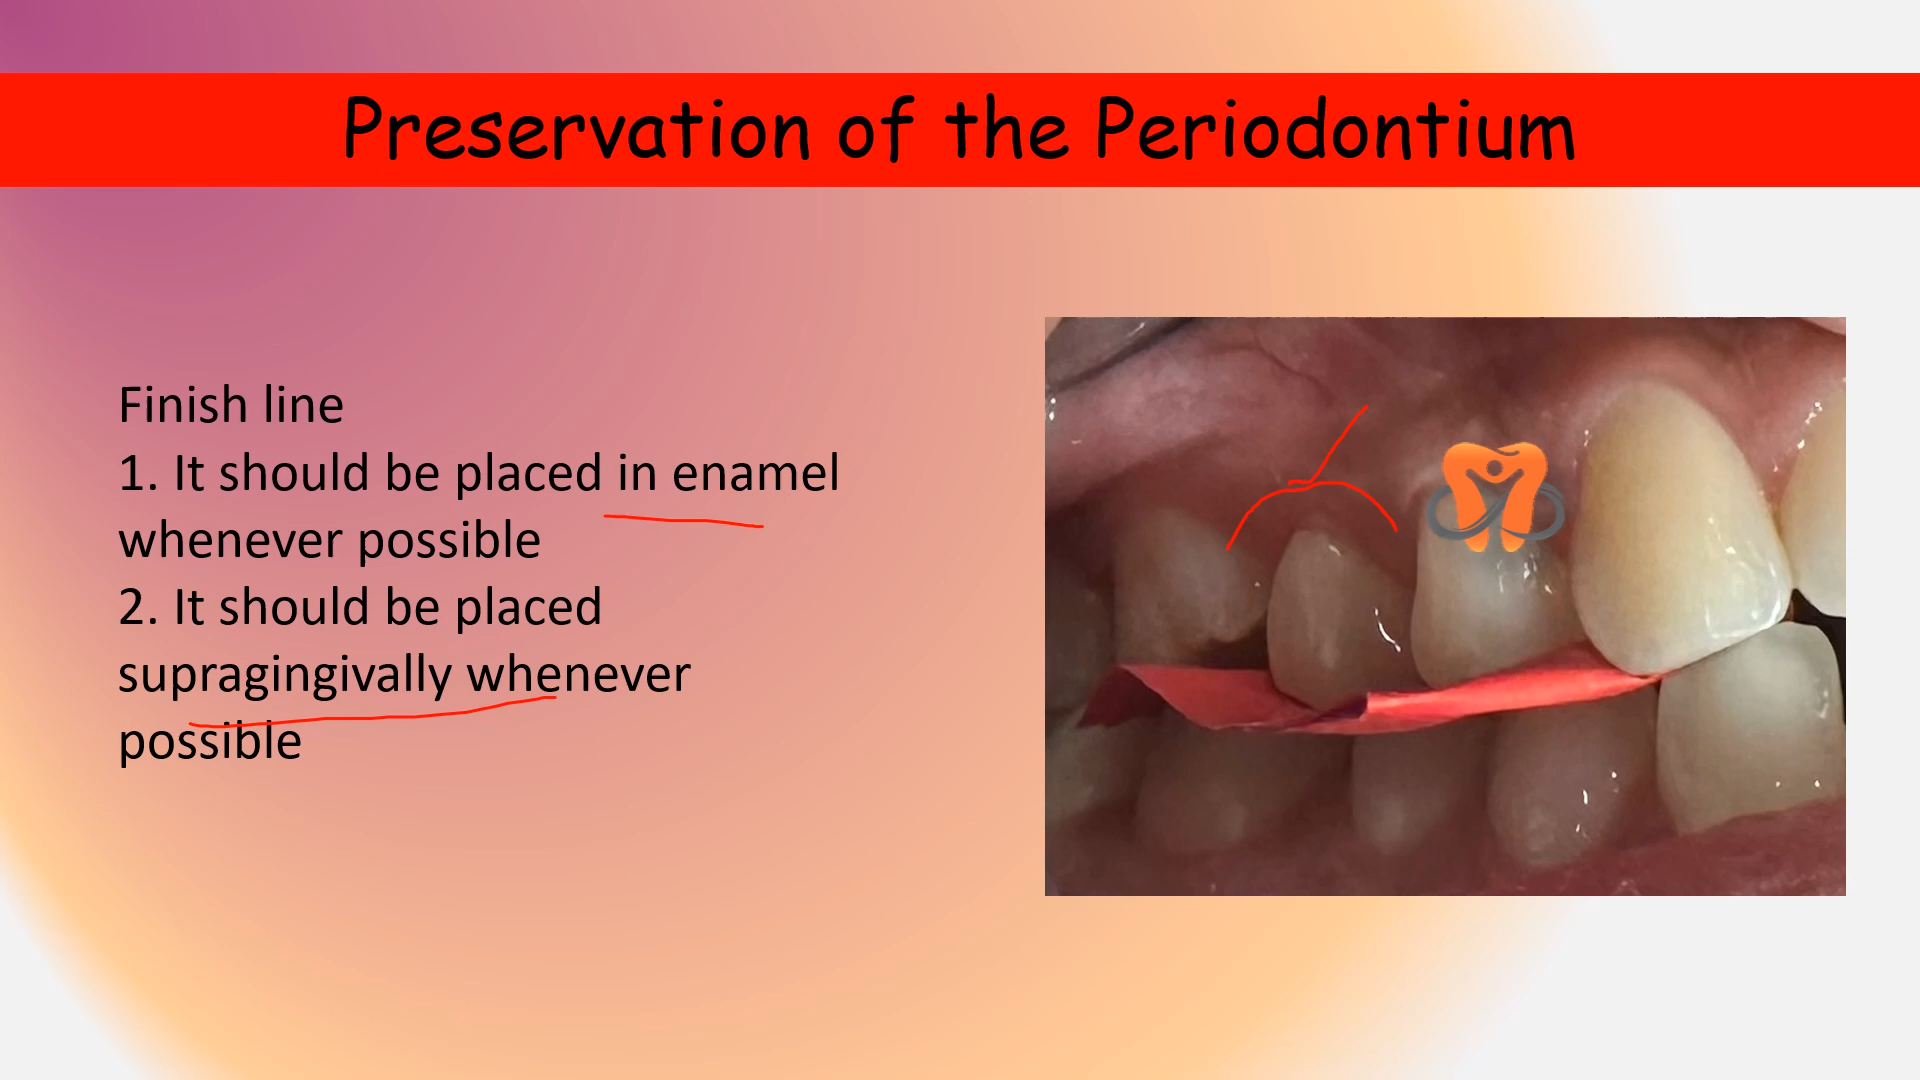 Preservation of the Periodontium
Finish line
1. It should be placed in enamel
whenever possible
2. It should be placed
supragingivally whenever
possible